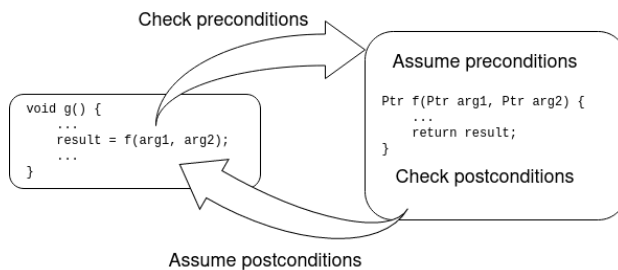 Check preconditions
void g() {
    ...
    result = f(arg1, arg2);
    ...
}
Assume preconditions
Ptr f(Ptr arg1, Ptr arg2) {
    ...
    return result;
}
Check postconditions
Assume postconditions